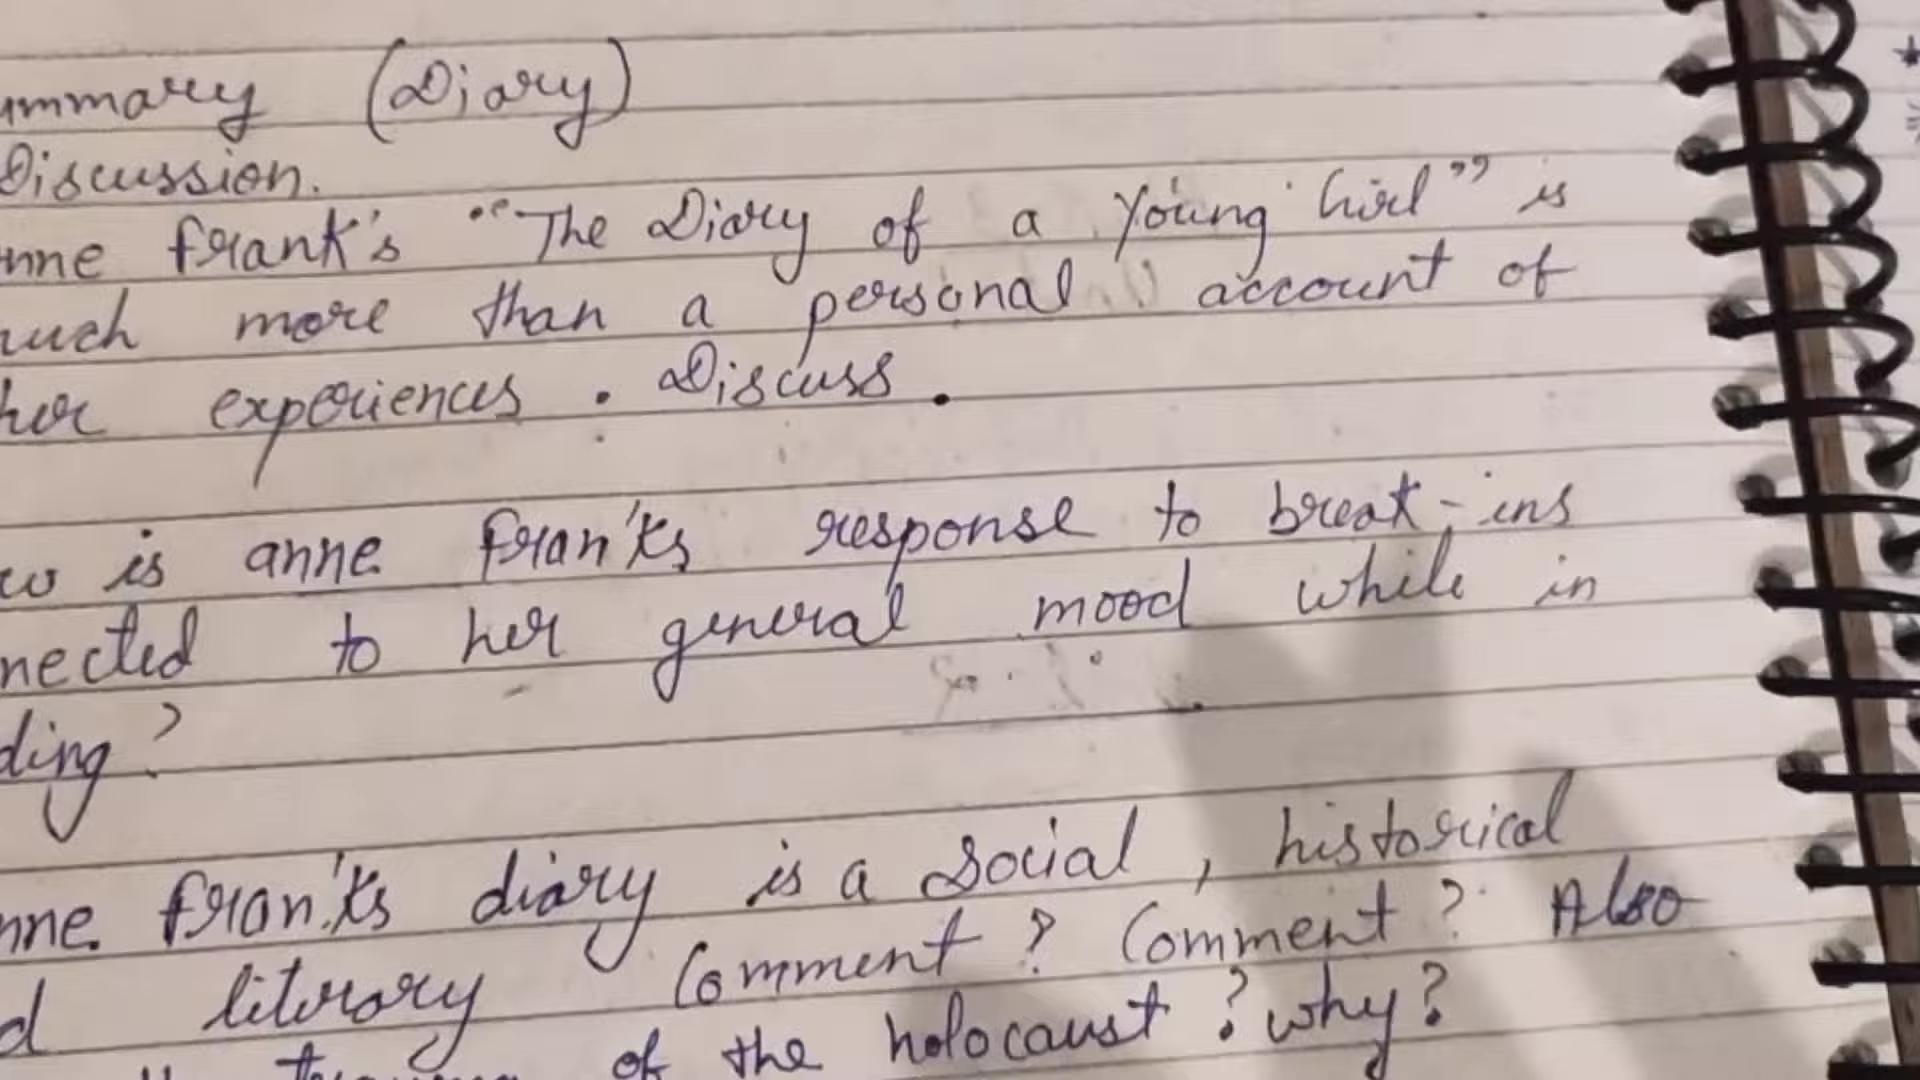 ummary (Diary)
Discussion.
nne frank's "The Diary of a Young Girl" is
much more than a personal account of
her experiences. Discuss.
w is anne fran'ks response to break-ins
nected to her general mood while in
ding?
nne fran'ks diary is a social, historical
d literary Comment? Comment? Also
of the holocaust? why?